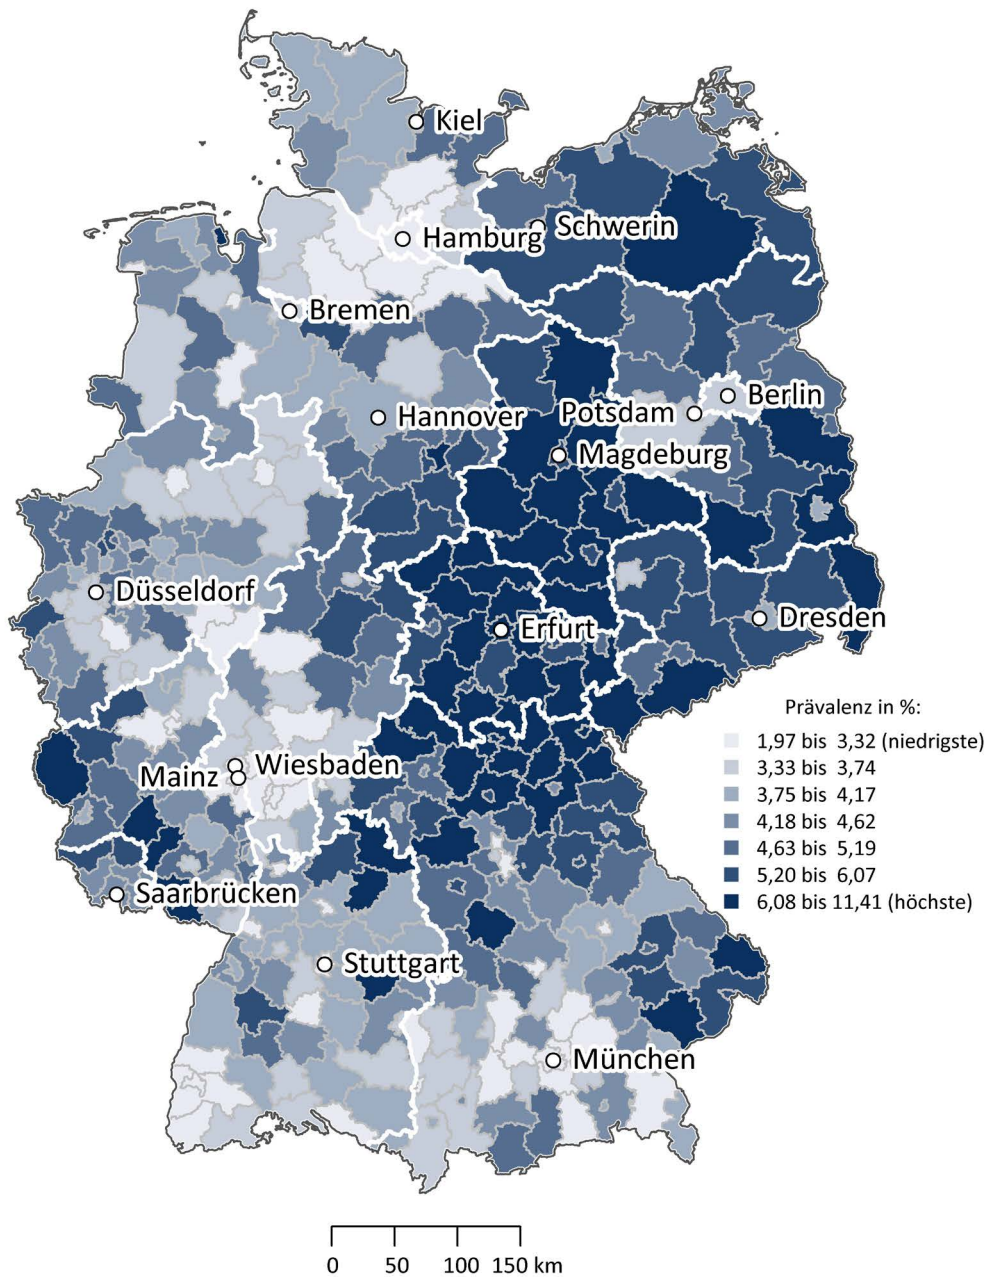 Kiel
Schwerin
Hamburg
Bremen
Berlin
Hannover
Potsdam
Magdeburg
Düsseldorf
Erfurt
Dresden
Prävalenz in %:
1,97 bis 3,32 (niedrigste)
3,33 bis 3,74
3,75 bis 4,17
4,18 bis 4,62
4,63 bis 5,19
5,20 bis 6,07
6,08 bis 11,41 (höchste)
Wiesbaden
Mainz
Saarbrücken
Stuttgart
München
0 50 100 150 km